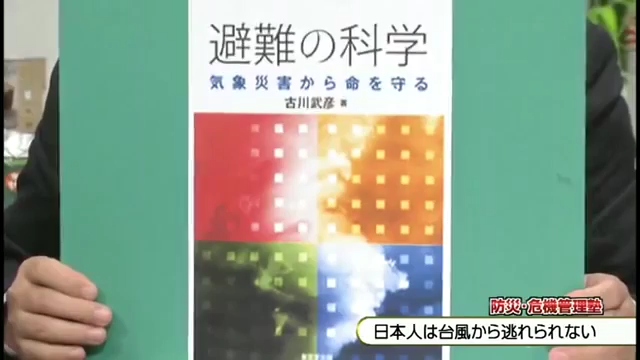 避難の科学
気象災害から命を守る
古川武彦 著
防災・危機管理塾
日本人は台風から逃れられない